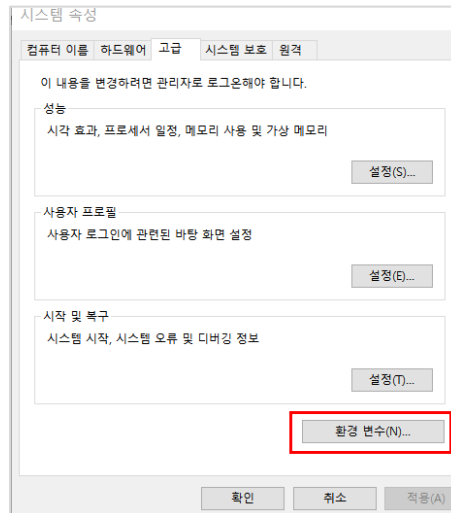 시스템 속성
컴퓨터 이름 하드웨어 고급 시스템 보호 원격
이 내용을 변경하려면 관리자로 로그온해야 합니다.
성능
시각 효과, 프로세서 일정, 메모리 사용 및 가상 메모리
설정(S)...
사용자 프로필
사용자 로그인에 관련된 바탕 화면 설정
설정(E)...
시작 및 복구
시스템 시작, 시스템 오류 및 디버깅 정보
설정(T)...
환경 변수(N)...
확인 취소 적용(A)